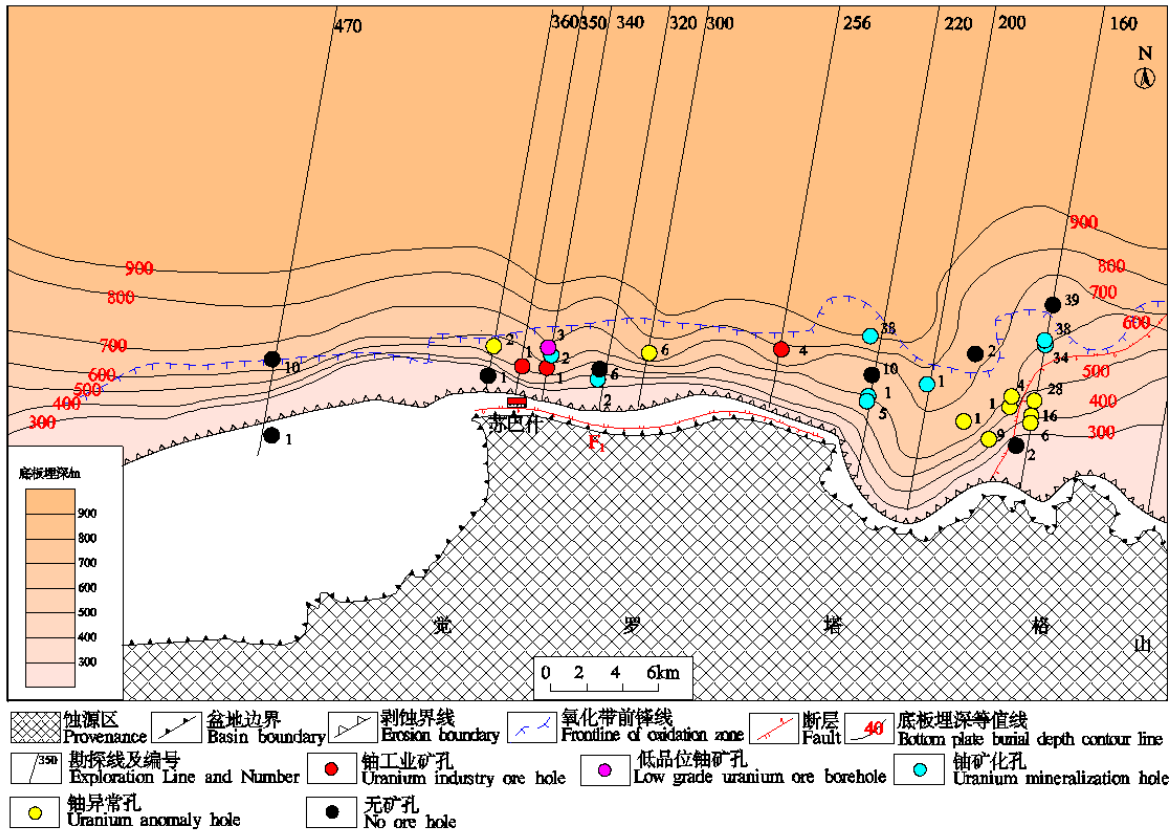 470
360
350
340
320
300
256
220
200
160
N
900
800
700
600
500
400
300
900
800
700
600
500
400
300
10
1
2
1
1
3
2
1
6
2
6
4
38
10
1
5
1
2
1
9
4
1
39
38
34
28
16
6
2
苏巴什
F1
觉 罗 塔 格 山
底板埋深/m
900
800
700
600
500
400
300
0 2 4 6km
蚀源区
Provenance
盆地边界
Basin boundary
剥蚀界线
Erosion boundary
氧化带前锋线
Frontline of oxidation zone
断层
Fault
40
底板埋深等值线
Bottom plate burial depth contour line
350
勘探线及编号
Exploration Line and Number
铀工业矿孔
Uranium industry ore hole
低品位铀矿孔
Low grade uranium ore borehole
铀矿化孔
Uranium mineralization hole
铀异常孔
Uranium anomaly hole
无矿孔
No ore hole